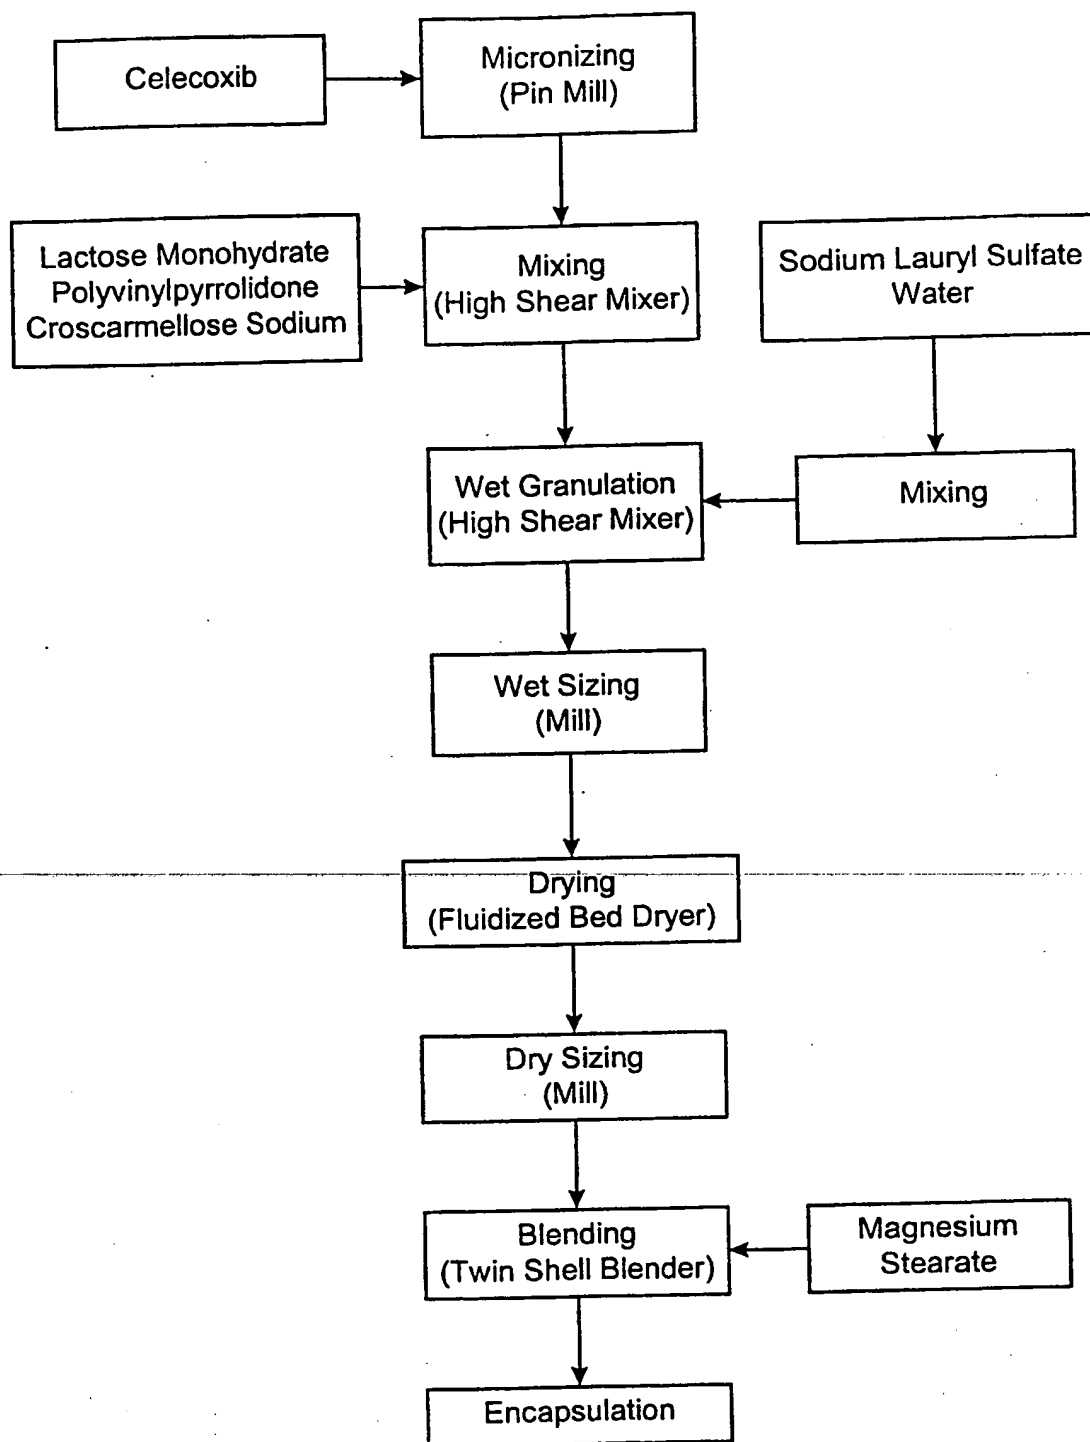 Celecoxib
Micronizing
(Pin Mill)
Lactose Monohydrate
Polyvinylpyrrolidone
Croscarmellose Sodium
Mixing
(High Shear Mixer)
Sodium Lauryl Sulfate
Water
Wet Granulation
(High Shear Mixer)
Mixing
Wet Sizing
(Mill)
Drying
(Fluidized Bed Dryer)
Dry Sizing
(Mill)
Blending
(Twin Shell Blender)
Magnesium
Stearate
Encapsulation